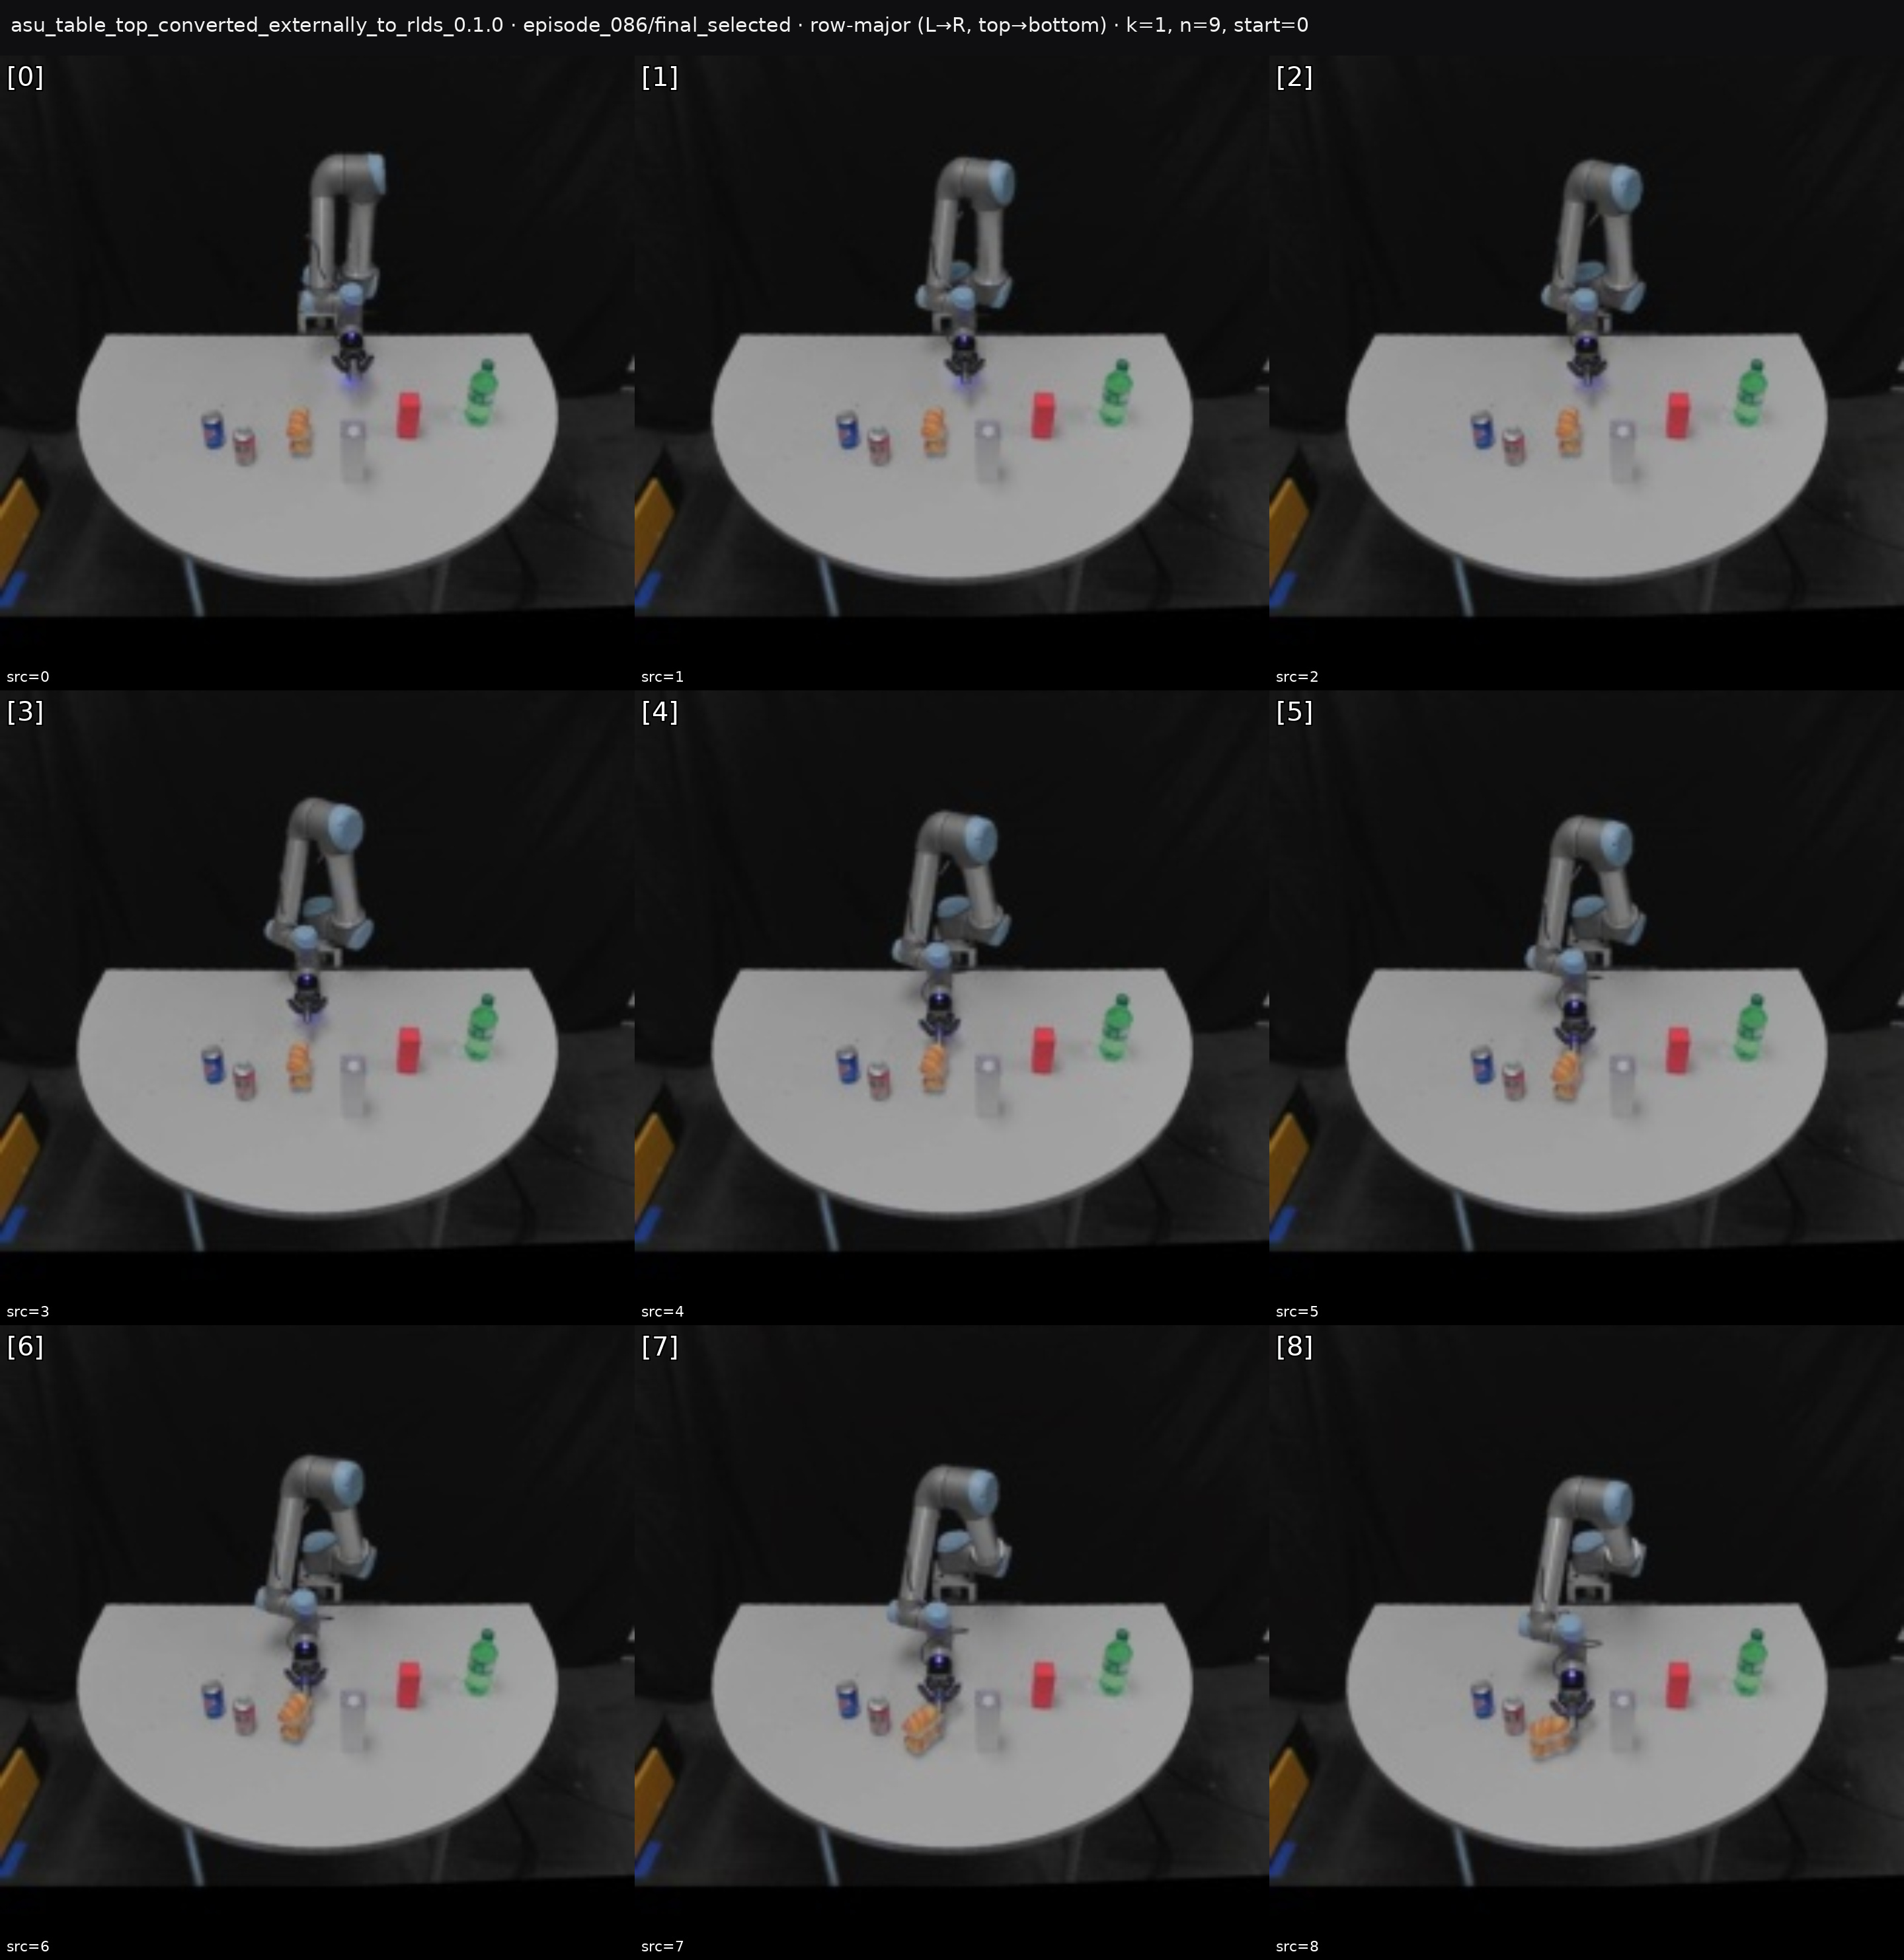 asu_table_top_converted_externally_to_rlds_0.1.0 · episode_086/final_selected · row-major (L→R, top→bottom) · k=1, n=9, start=0
[0]
[1]
[2]
src=0
src=1
src=2
[3]
[4]
[5]
src=3
src=4
src=5
[6]
[7]
[8]
src=6
src=7
src=8